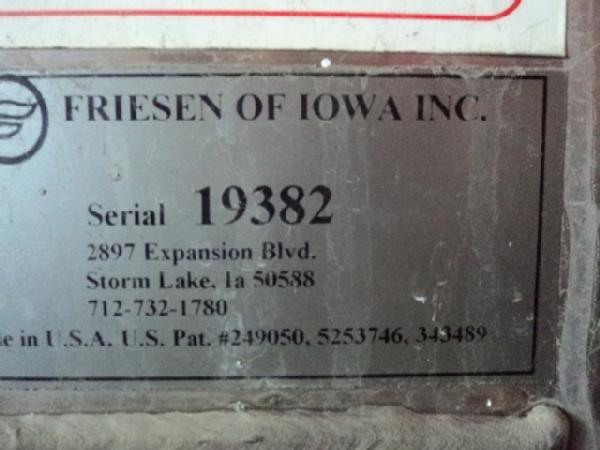 FRIESEN OF IOWA INC.
Serial 19382
2897 Expansion Blvd.
Storm Lake, Ia 50588
712-732-1780
in U.S.A. U.S. Pat. #249050, 5253746, 343489